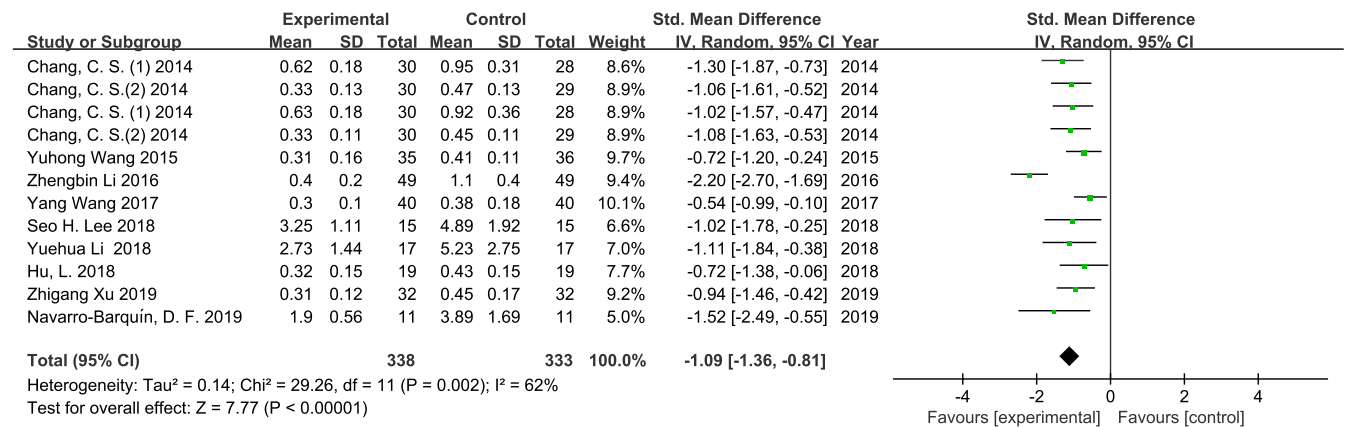 Experimental Control Std. Mean Difference Std. Mean Difference
Study or Subgroup Mean SD Total Mean SD Total Weight IV, Random, 95% CI Year IV, Random, 95% CI
Chang, C. S. (1) 2014 0.62 0.18 30 0.95 0.31 28 8.6% -1.30 [-1.87, -0.73] 2014
Chang, C. S.(2) 2014 0.33 0.13 30 0.47 0.13 29 8.9% -1.06 [-1.61, -0.52] 2014
Chang, C. S. (1) 2014 0.63 0.18 30 0.92 0.36 28 8.9% -1.02 [-1.57, -0.47] 2014
Chang, C. S.(2) 2014 0.33 0.11 30 0.45 0.11 29 8.9% -1.08 [-1.63, -0.53] 2014
Yuhong Wang 2015 0.31 0.16 35 0.41 0.11 36 9.7% -0.72 [-1.20, -0.24] 2015
Zhengbin Li 2016 0.4 0.2 49 1.1 0.4 49 9.4% -2.20 [-2.70, -1.69] 2016
Yang Wang 2017 0.3 0.1 40 0.38 0.18 40 10.1% -0.54 [-0.99, -0.10] 2017
Seo H. Lee 2018 3.25 1.11 15 4.89 1.92 15 6.6% -1.02 [-1.78, -0.25] 2018
Yuehua Li 2018 2.73 1.44 17 5.23 2.75 17 7.0% -1.11 [-1.84, -0.38] 2018
Hu, L. 2018 0.32 0.15 19 0.43 0.15 19 7.7% -0.72 [-1.38, -0.06] 2018
Zhigang Xu 2019 0.31 0.12 32 0.45 0.17 32 9.2% -0.94 [-1.46, -0.42] 2019
Navarro-Barquín, D. F. 2019 1.9 0.56 11 3.89 1.69 11 5.0% -1.52 [-2.49, -0.55] 2019
Total (95% CI) 338 333 100.0% -1.09 [-1.36, -0.81]
Heterogeneity: Tau² = 0.14; Chi² = 29.26, df = 11 (P = 0.002); I² = 62%
Test for overall effect: Z = 7.77 (P < 0.00001)
-4 -2 0 2 4
Favours [experimental] Favours [control]